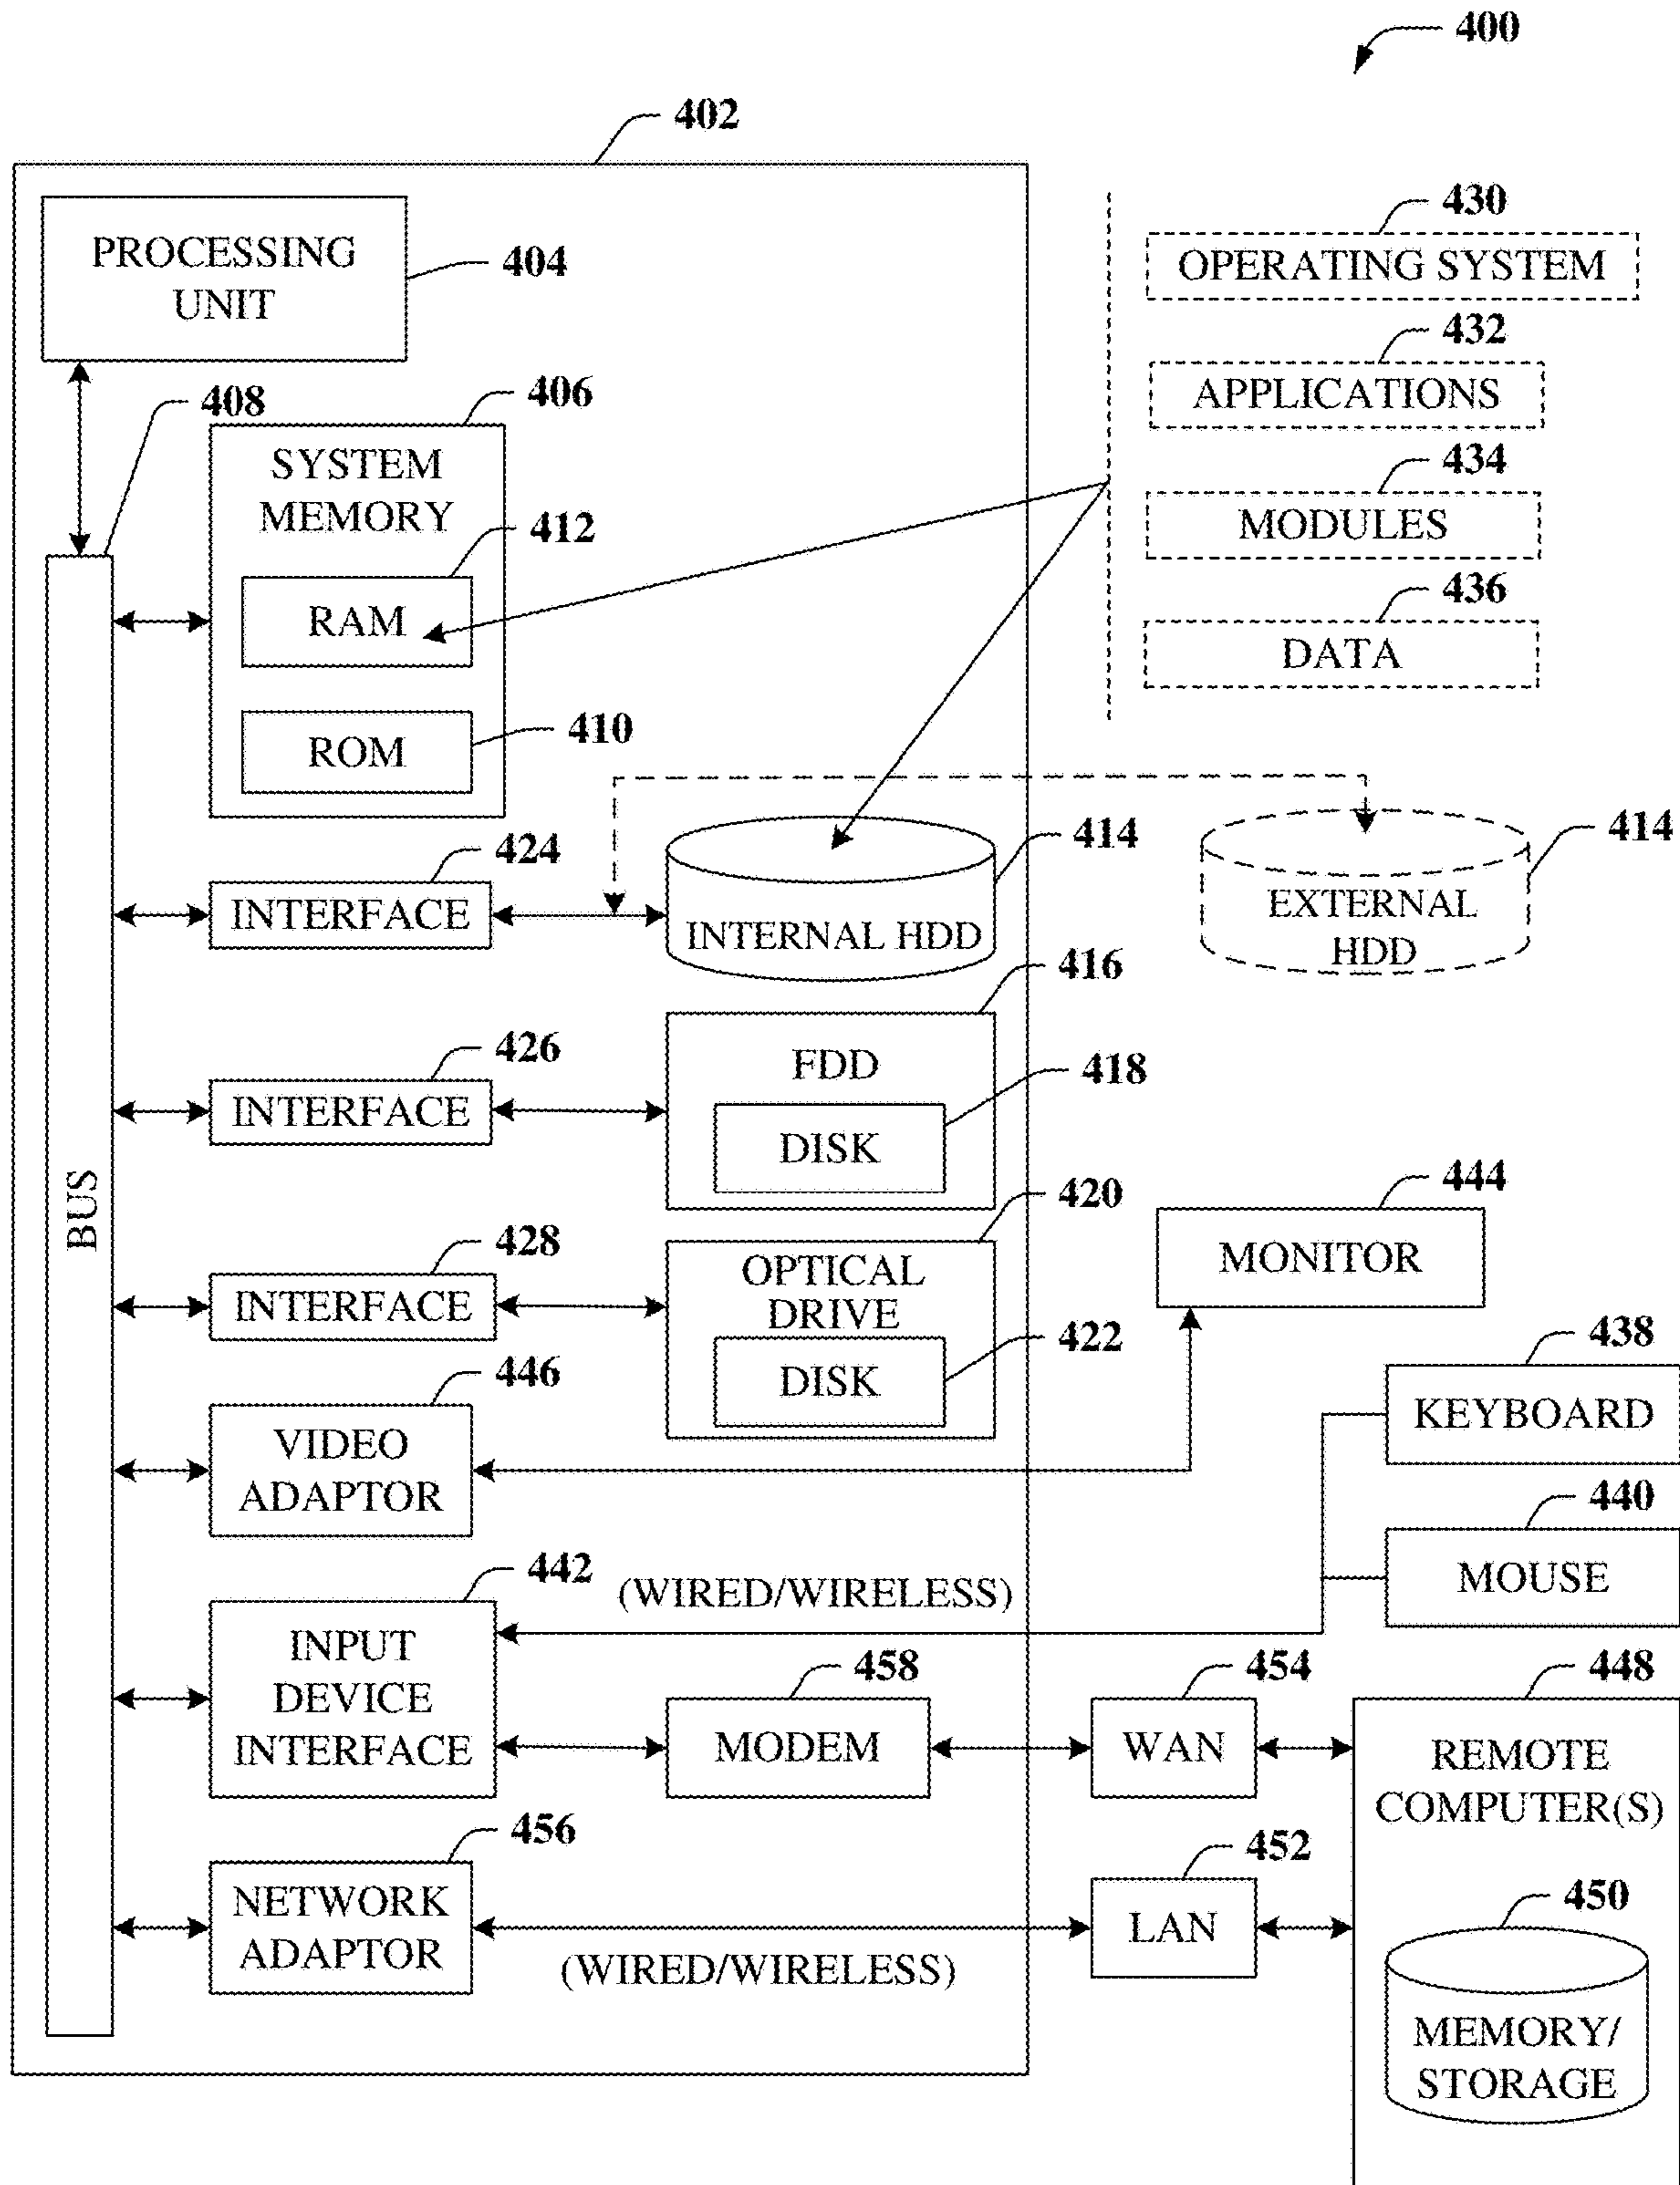 400
402
PROCESSING
UNIT
404
408
406
SYSTEM
MEMORY
412
RAM
410
ROM
430
OPERATING SYSTEM
432
APPLICATIONS
434
MODULES
436
DATA
424
INTERFACE
414
INTERNAL HDD
414
EXTERNAL
HDD
416
FDD
418
DISK
426
INTERFACE
BUS
428
INTERFACE
420
OPTICAL
DRIVE
422
DISK
444
MONITOR
446
VIDEO
ADAPTOR
438
KEYBOARD
440
MOUSE
442
(WIRED/WIRELESS)
INPUT
DEVICE
INTERFACE
458
MODEM
454
WAN
448
REMOTE
COMPUTER(S)
456
NETWORK
ADAPTOR
(WIRED/WIRELESS)
452
LAN
450
MEMORY/
STORAGE